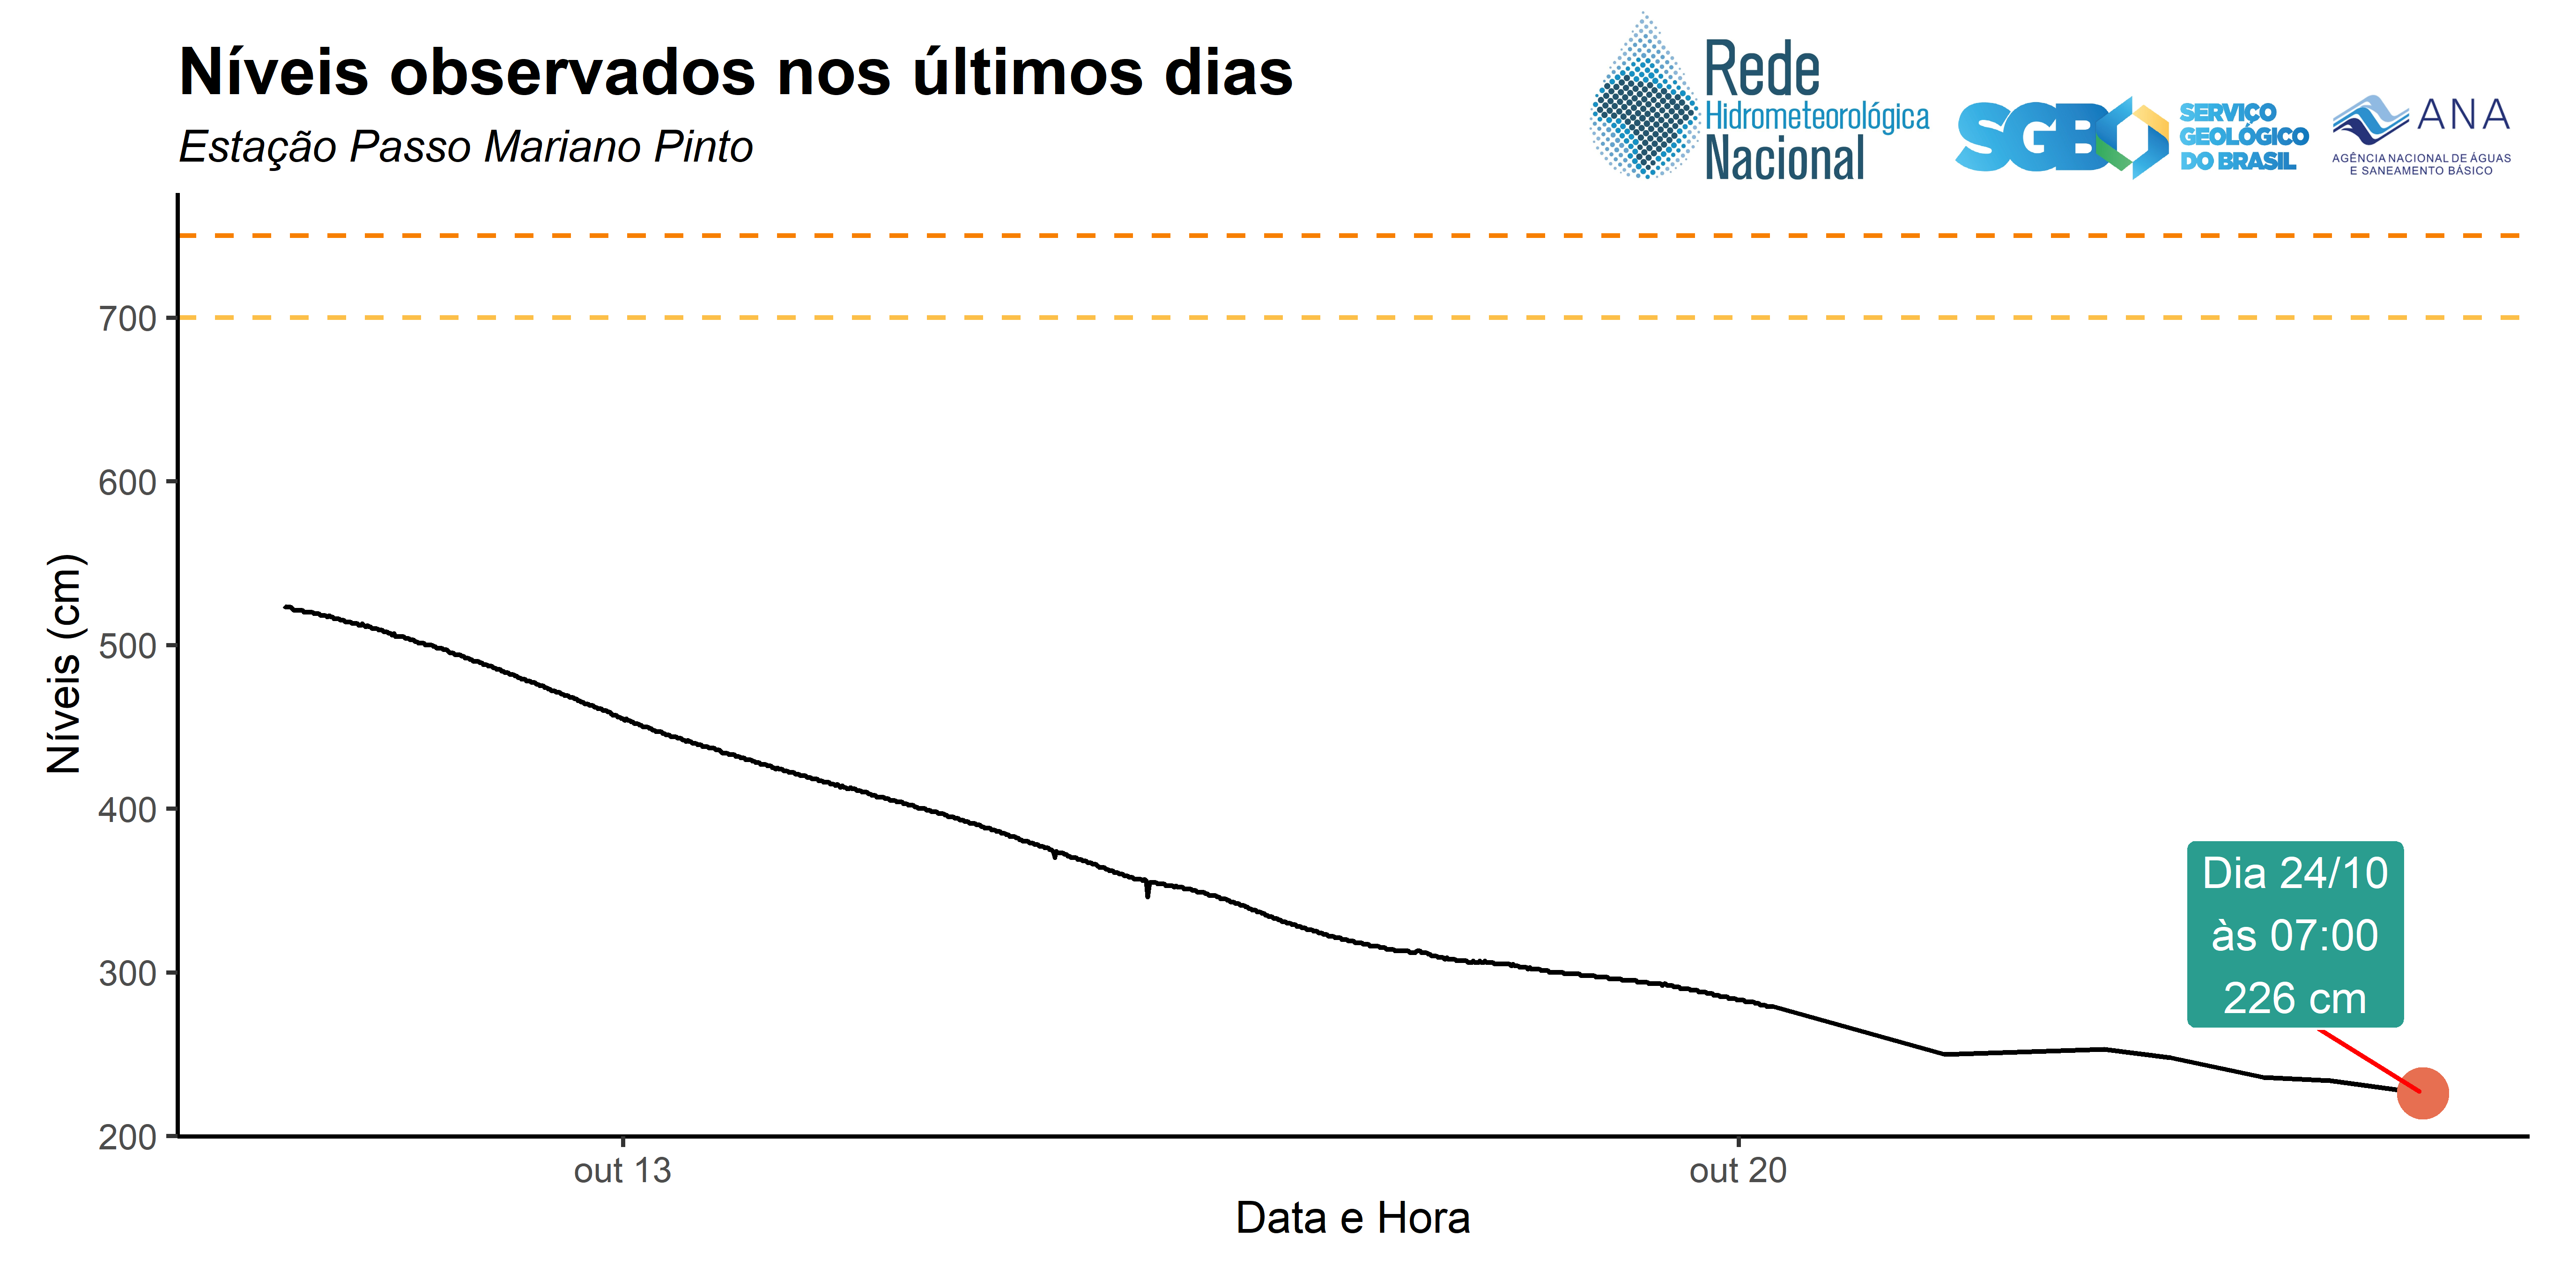 Níveis observados nos últimos dias
Estação Passo Mariano Pinto
Rede
Hidrometeorológica
Nacional
SGB
SERVIÇO
GEOLÓGICO
DO BRASIL
ANA
AGÊNCIA NACIONAL DE ÁGUAS
E SANEAMENTO BÁSICO
Níveis (cm)
700
600
500
400
300
200
Dia 24/10
às 07:00
226 cm
out 13
out 20
Data e Hora